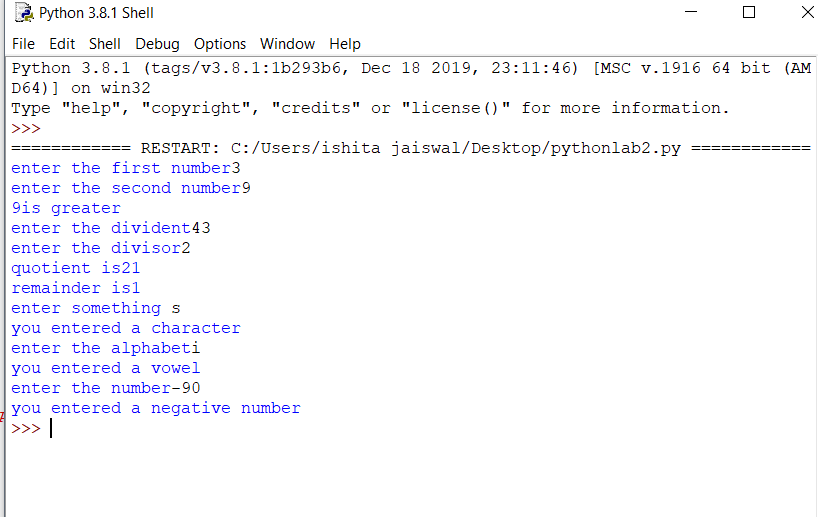 Python 3.8.1 Shell
File Edit Shell Debug Options Window Help
Python 3.8.1 (tags/v3.8.1:1b293b6, Dec 18 2019, 23:11:46) [MSC v.1916 64 bit (AM
D64)] on win32
Type "help", "copyright", "credits" or "license()" for more information.
>>>
============ RESTART: C:/Users/ishita jaiswal/Desktop/pythonlab2.py ============
enter the first number3
enter the second number9
9is greater
enter the divident43
enter the divisor2
quotient is21
remainder is1
enter something s
you entered a character
enter the alphabeti
you entered a vowel
enter the number-90
you entered a negative number
>>>